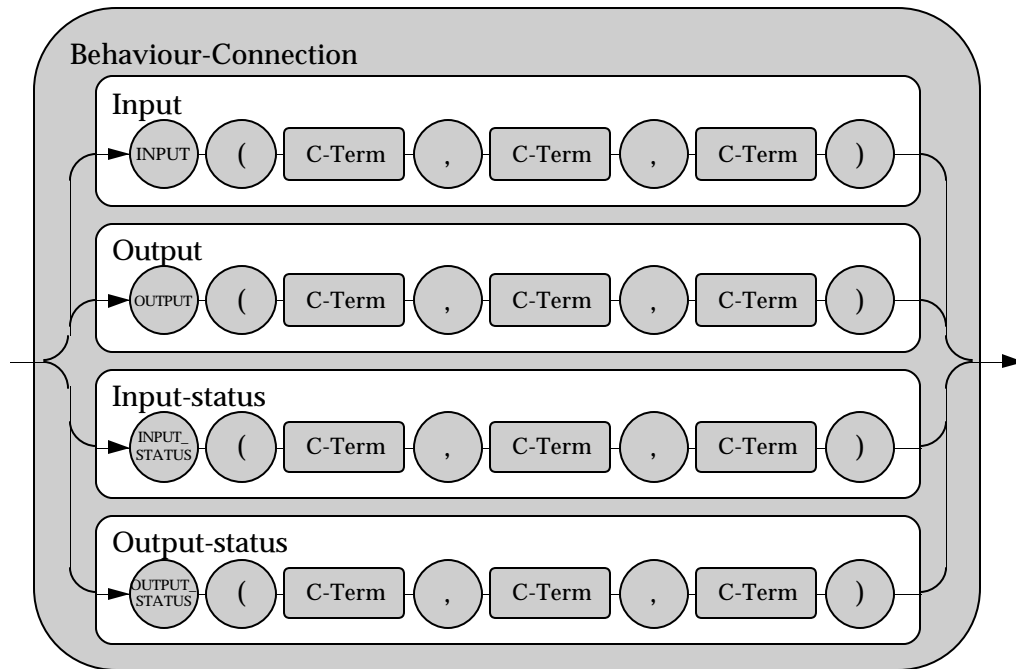 Behaviour-Connection
Input
INPUT ( C-Term , C-Term , C-Term )
Output
OUTPUT ( C-Term , C-Term , C-Term )
Input-status
INPUT_
STATUS ( C-Term , C-Term , C-Term )
Output-status
OUTPUT_
STATUS ( C-Term , C-Term , C-Term )